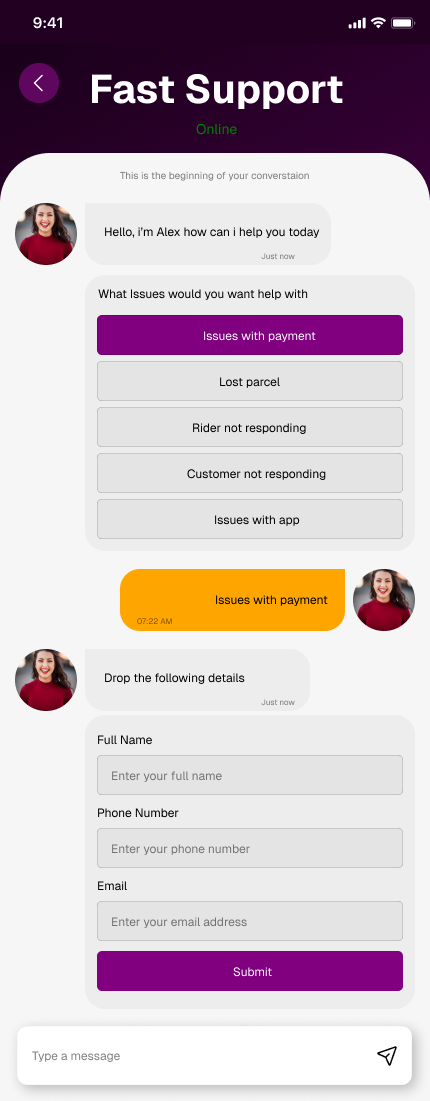 9:41
Fast Support
Online
This is the beginning of your converstaion
Hello, i'm Alex how can i help you today
Just now
What Issues would you want help with
Issues with payment
Lost parcel
Rider not responding
Customer not responding
Issues with app
Issues with payment
07:22 AM
Drop the following details
Just now
Full Name
Enter your full name
Phone Number
Enter your phone number
Email
Enter your email address
Submit
Type a message